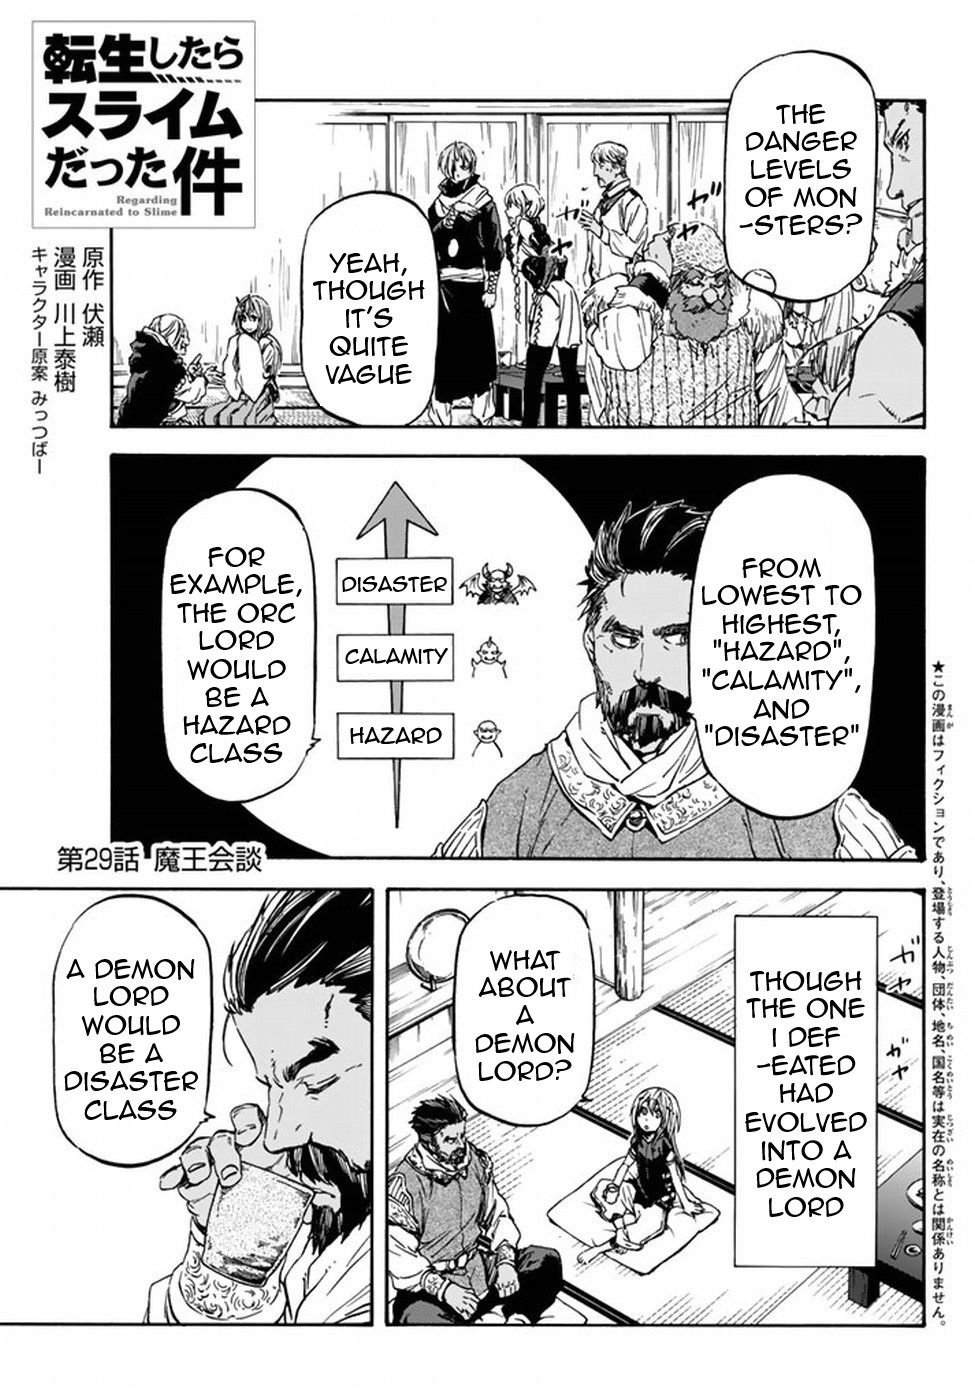 転生したら
スライム
だった件
Regarding
Reincarnated to Slime
原作 伏瀬
漫画 川上泰樹
キャラクター原案 みっつばー
THE
DANGER
LEVELS
OF MON
-STERS?
YEAH,
THOUGH
IT'S
QUITE
VAGUE
FROM
LOWEST TO
HIGHEST,
"HAZARD",
"CALAMITY",
AND
"DISASTER"
DISASTER
CALAMITY
HAZARD
FOR
EXAMPLE,
THE ORC
LORD
WOULD
BE A
HAZARD
CLASS
第29話 魔王会談
THOUGH
THE ONE
I DEF
-EATED HAD
EVOLVED
INTO A
DEMON
LORD
WHAT
ABOUT
A
DEMON
LORD?
A DEMON
LORD
WOULD
BE A
DISASTER
CLASS
★この漫画はフィクションであり、登場する人物、団体、地名、国名等は実在の名称とは関係ありません。